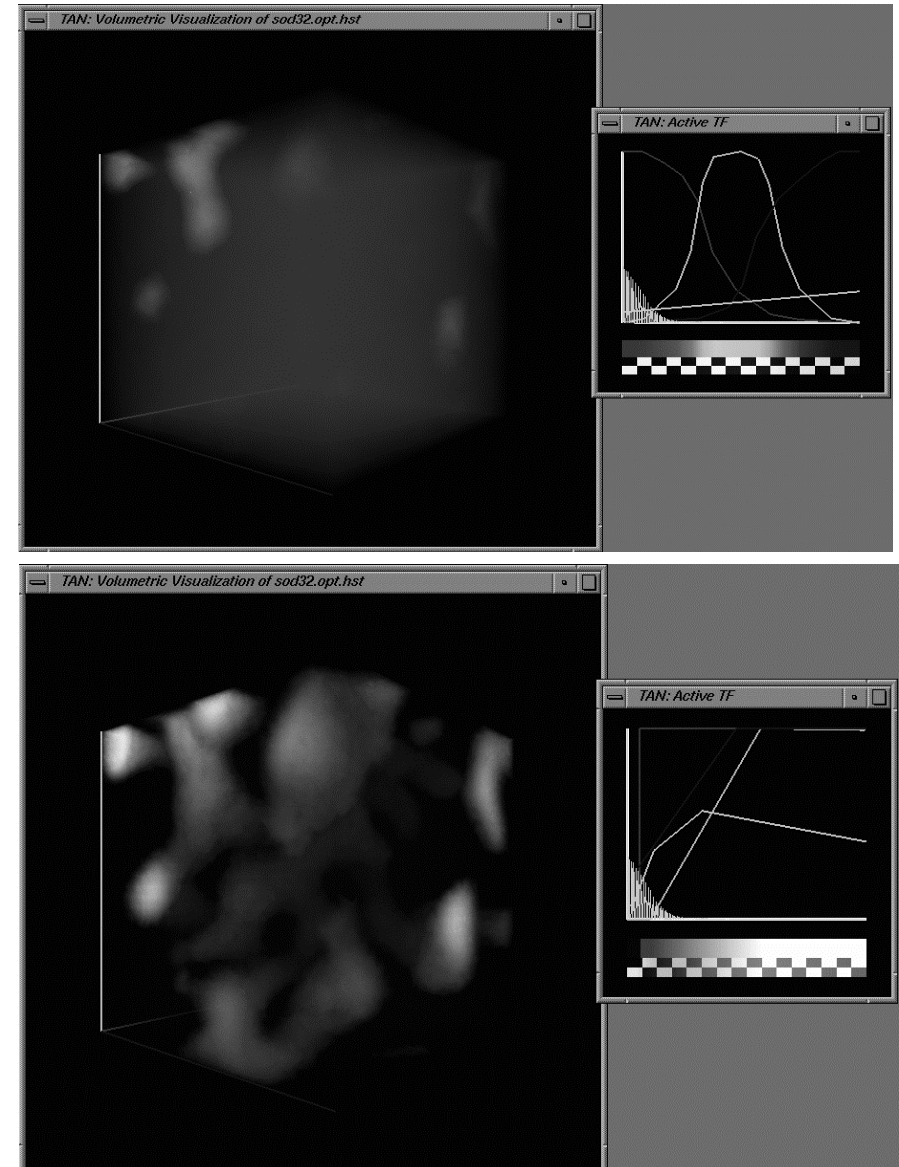 TAN: Volumetric Visualization of sod32.opt.hst
TAN: Active TF
TAN: Volumetric Visualization of sod32.opt.hst
TAN: Active TF